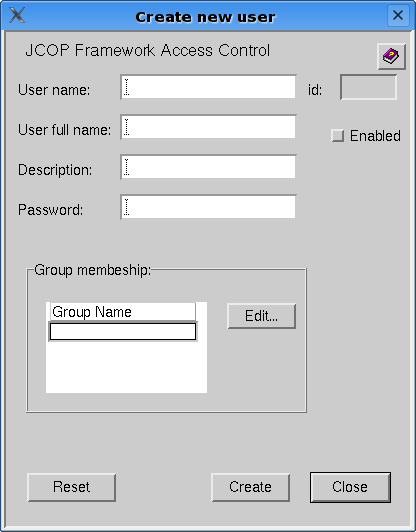 Create new user
JCOP Framework Access Control
User name:
id:
User full name:
Enabled
Description:
Password:
Group membeship:
Group Name
Edit...
Reset
Create
Close